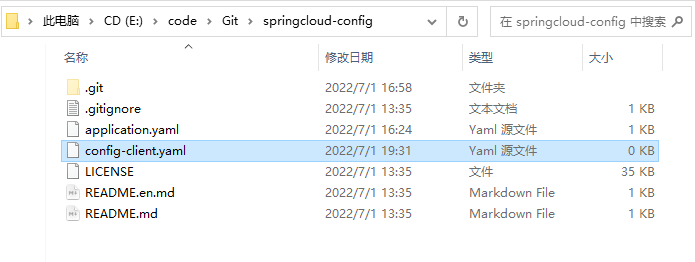 此电脑 > CD (E:) > code > Git > springcloud-config
在 springcloud-config 中搜索
名称 修改日期 类型 大小
.git 2022/7/1 16:58 文件夹
.gitignore 2022/7/1 13:35 文本文档 1 KB
application.yaml 2022/7/1 16:24 Yaml 源文件 1 KB
config-client.yaml 2022/7/1 19:31 Yaml 源文件 0 KB
LICENSE 2022/7/1 13:35 文件 35 KB
README.en.md 2022/7/1 13:35 Markdown File 1 KB
README.md 2022/7/1 13:35 Markdown File 1 KB